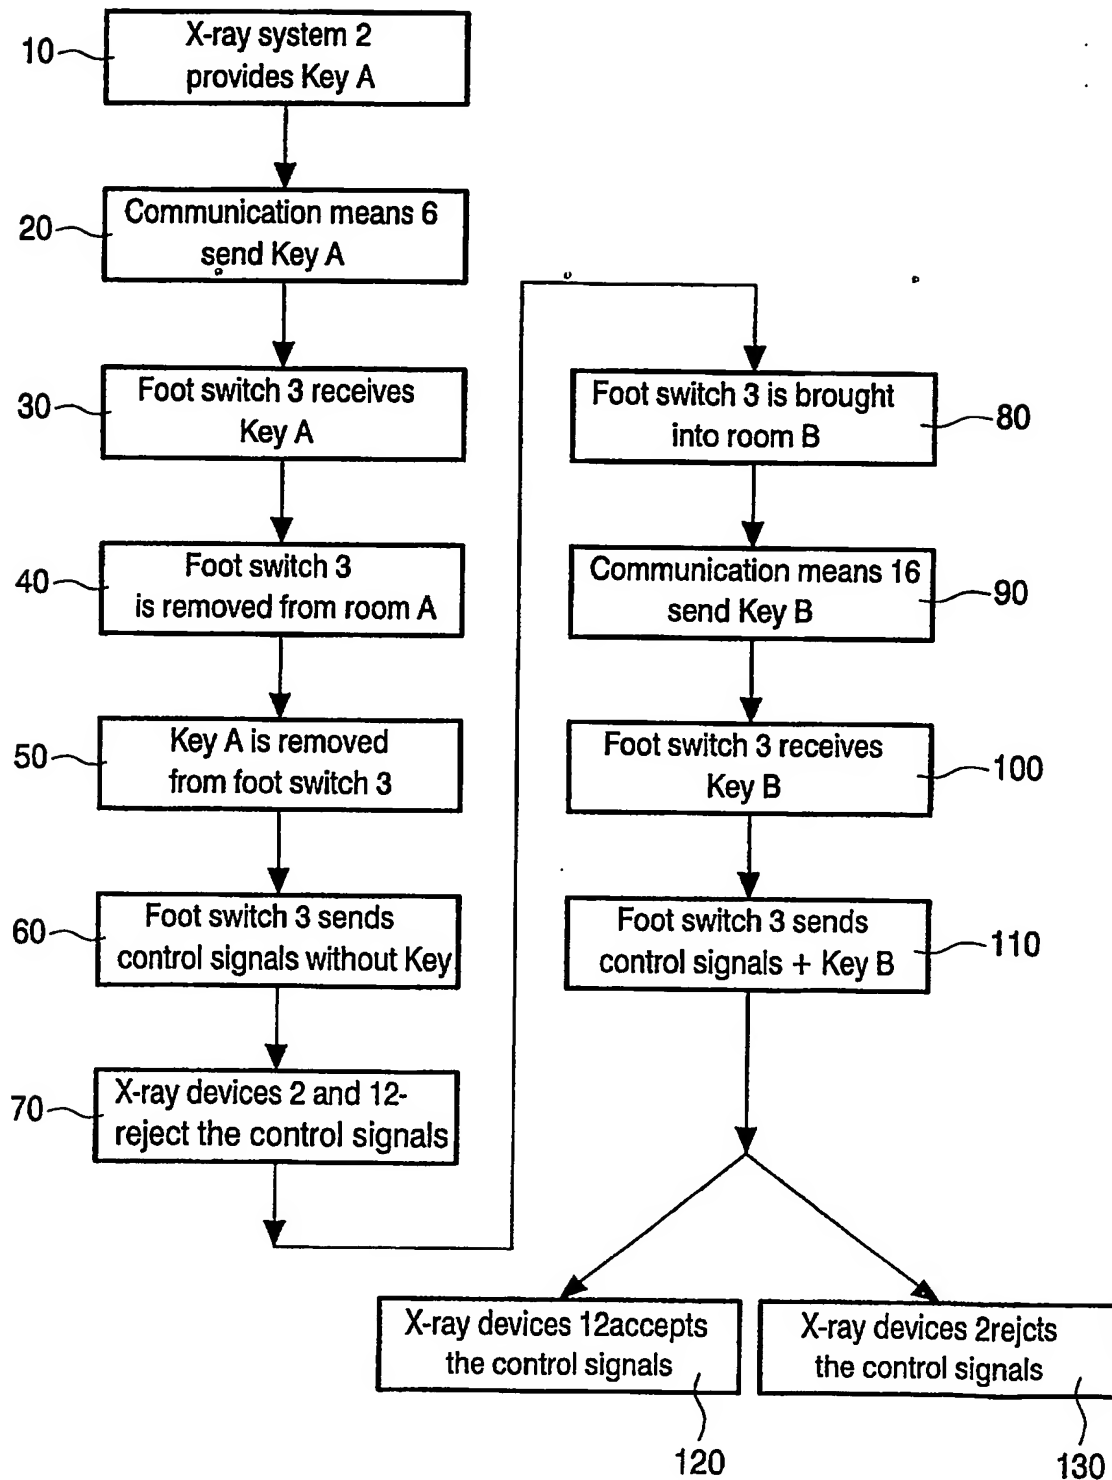 10
X-ray system 2
provides Key A
20
Communication means 6
send Key A
30
Foot switch 3 receives
Key A
40
Foot switch 3
is removed from room A
50
Key A is removed
from foot switch 3
60
Foot switch 3 sends
control signals without Key
70
X-ray devices 2 and 12-
reject the control signals
Foot switch 3 is brought
into room B
80
Communication means 16
send Key B
90
Foot switch 3 receives
Key B
100
Foot switch 3 sends
control signals + Key B
110
X-ray devices 12accepts
the control signals
120
X-ray devices 2rejcts
the control signals
130